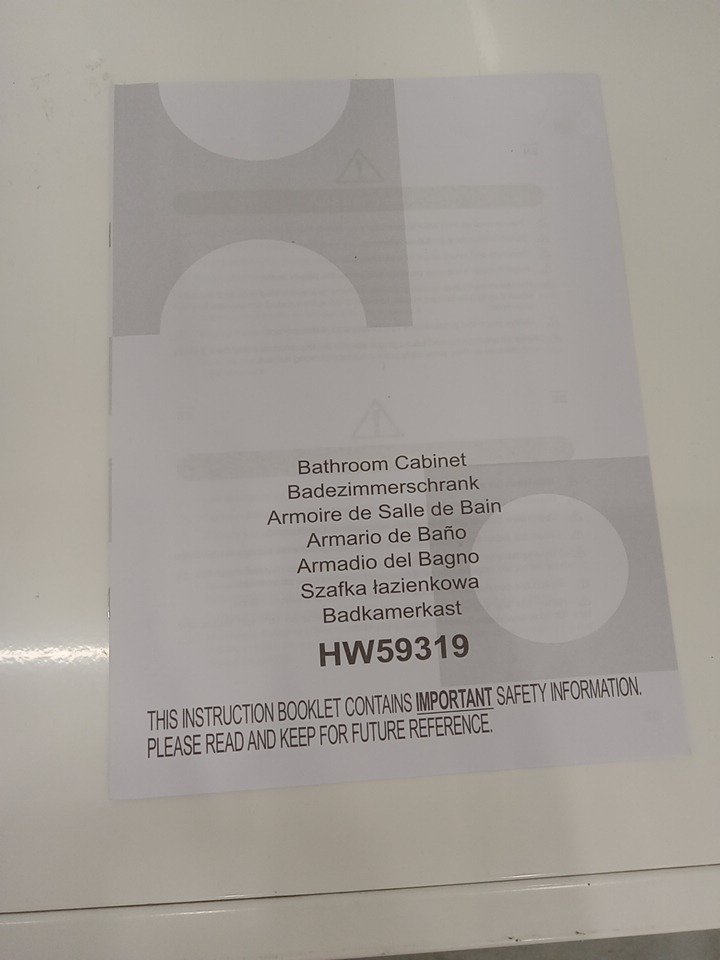 Bathroom Cabinet
Badezimmerschrank
Armoire de Salle de Bain
Armario de Baño
Armadio del Bagno
Szafka łazienkowa
Badkamerkast
HW59319
THIS INSTRUCTION BOOKLET CONTAINS IMPORTANT SAFETY INFORMATION.
PLEASE READ AND KEEP FOR FUTURE REFERENCE.